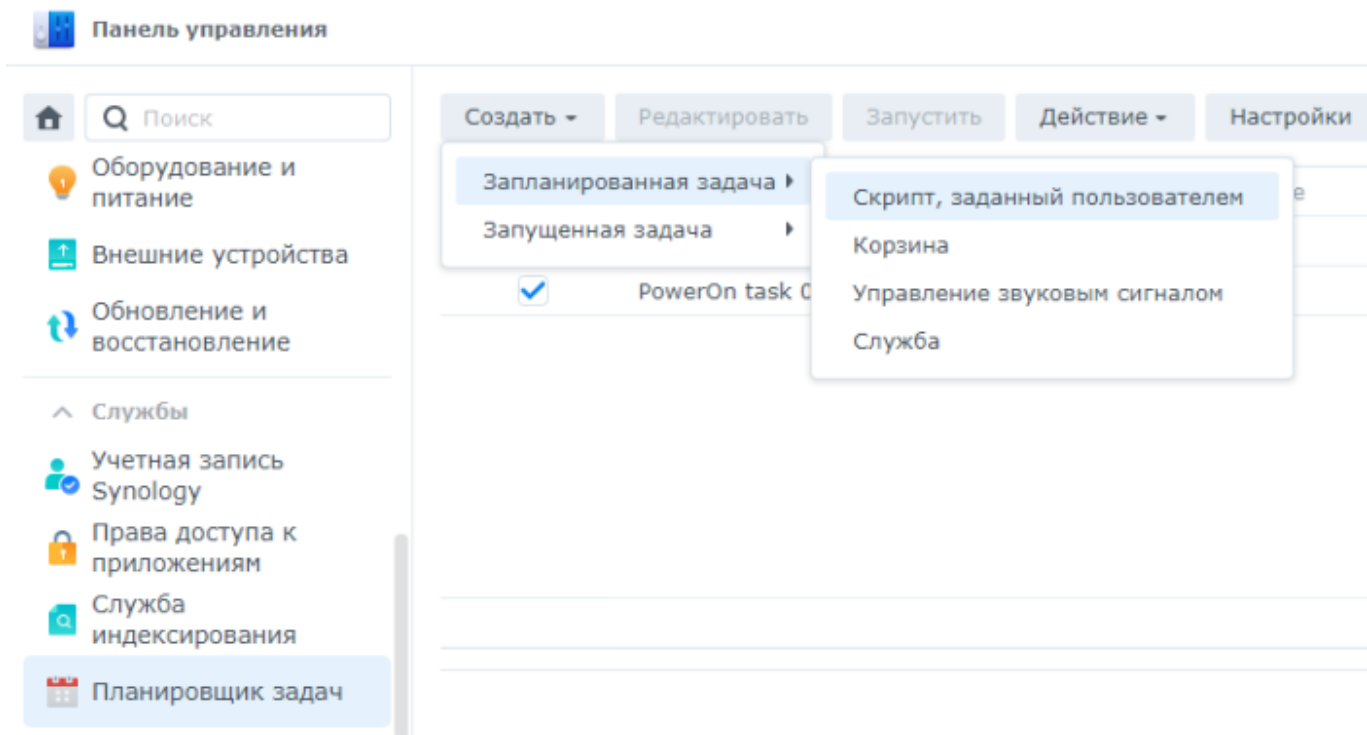 Панель управления
Поиск
Создать
Редактировать
Запустить
Действие
Настройки
Оборудование и
питание
Внешние устройства
Обновление и
восстановление
Службы
Учетная запись
Synology
Права доступа к
приложениям
Служба
индексирования
Планировщик задач
Запланированная задача
Запущенная задача
Скрипт, заданный пользователем
Корзина
Управление звуковым сигналом
Служба
PowerOn task